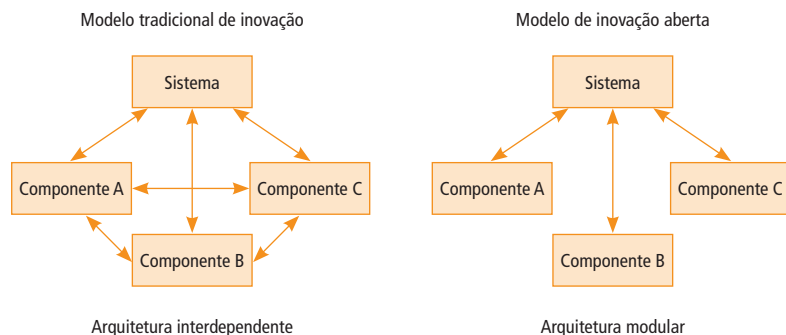 Modelo tradicional de inovação
Sistema
Componente A
Componente C
Componente B
Arquitetura interdependente
Modelo de inovação aberta
Sistema
Componente A
Componente C
Componente B
Arquitetura modular